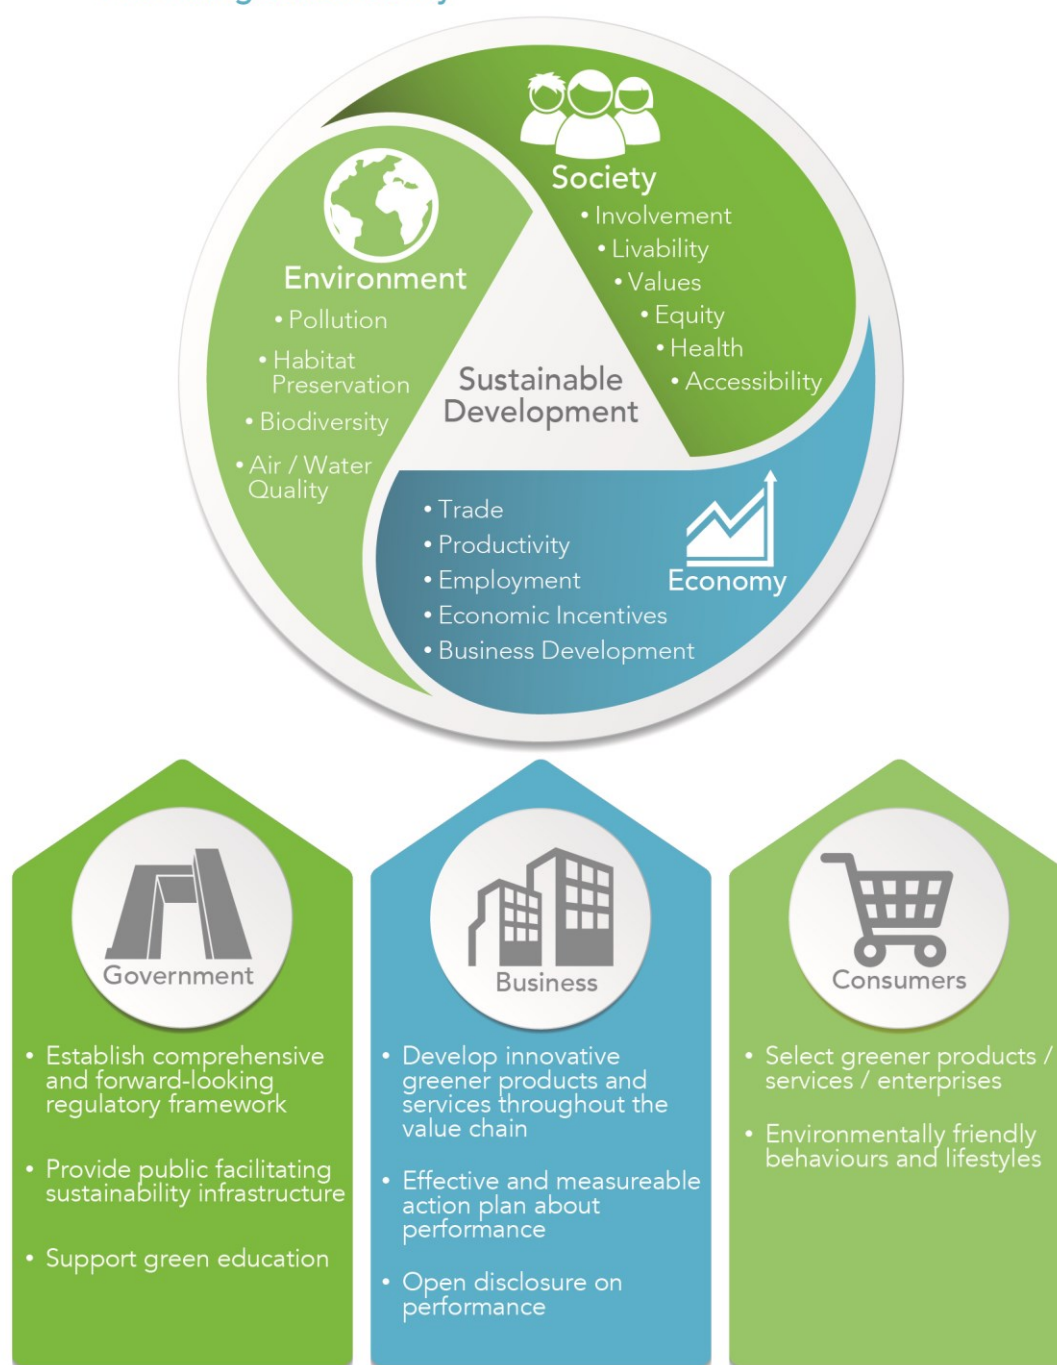 Society
• Involvement
• Livability
• Values
• Equity
• Health
• Accessibility
Environment
• Pollution
• Habitat
Preservation
• Biodiversity
• Air / Water
Quality
Sustainable
Development
• Trade
• Productivity
• Employment
• Economic Incentives
• Business Development
Economy
Government
• Establish comprehensive
and forward-looking
regulatory framework
• Provide public facilitating
sustainability infrastructure
• Support green education
Business
• Develop innovative
greener products and
services throughout the
value chain
• Effective and measureable
action plan about
performance
• Open disclosure on
performance
Consumers
• Select greener products /
services / enterprises
• Environmentally friendly
behaviours and lifestyles